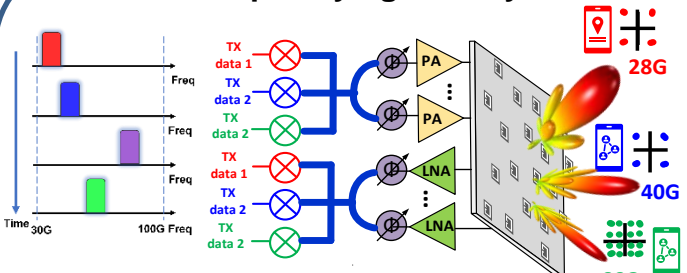 Freq
Freq
Freq
Time
30G
100G
Freq
TX
data 1
TX
data 2
TX
data 2
TX
data 1
TX
data 2
TX
data 2
PA
PA
LNA
LNA
28G
40G